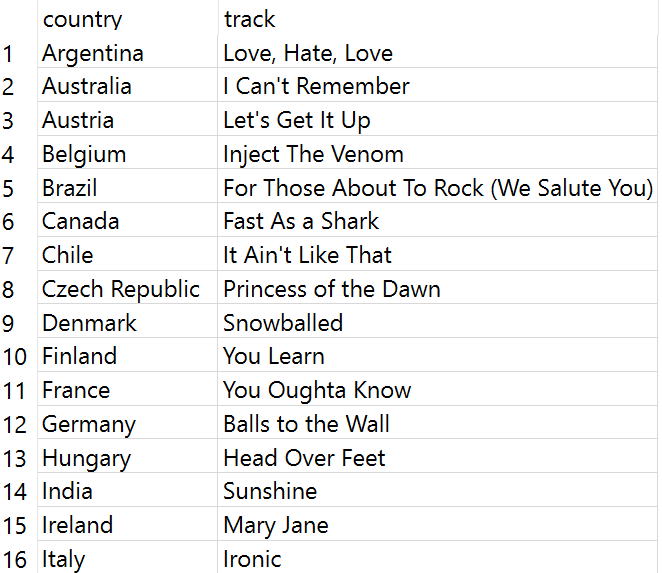 country track
1 Argentina Love, Hate, Love
2 Australia I Can't Remember
3 Austria Let's Get It Up
4 Belgium Inject The Venom
5 Brazil For Those About To Rock (We Salute You)
6 Canada Fast As a Shark
7 Chile It Ain't Like That
8 Czech Republic Princess of the Dawn
9 Denmark Snowballed
10 Finland You Learn
11 France You Oughta Know
12 Germany Balls to the Wall
13 Hungary Head Over Feet
14 India Sunshine
15 Ireland Mary Jane
16 Italy Ironic